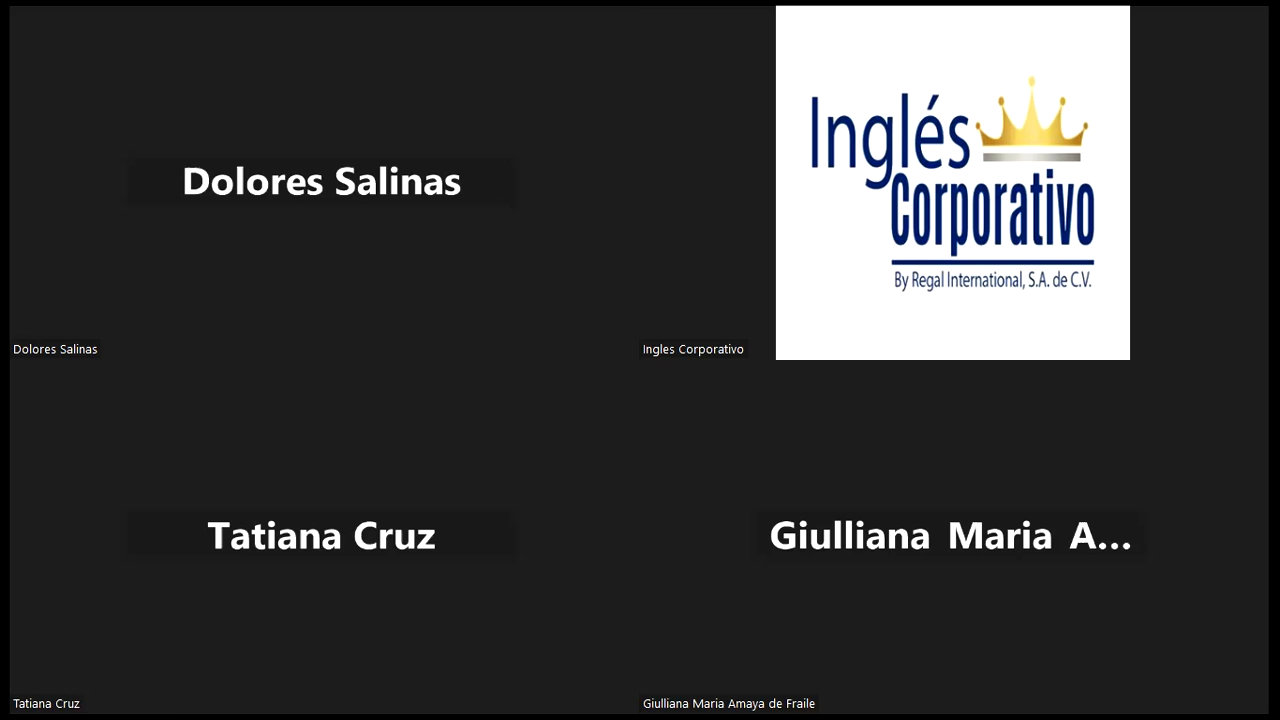 Dolores Salinas
Dolores Salinas
Inglés
Corporativo
By Regal International, S.A. de C.V.
Ingles Corporativo
Tatiana Cruz
Tatiana Cruz
Giulliana Maria A...
Giulliana Maria Amaya de Fraile